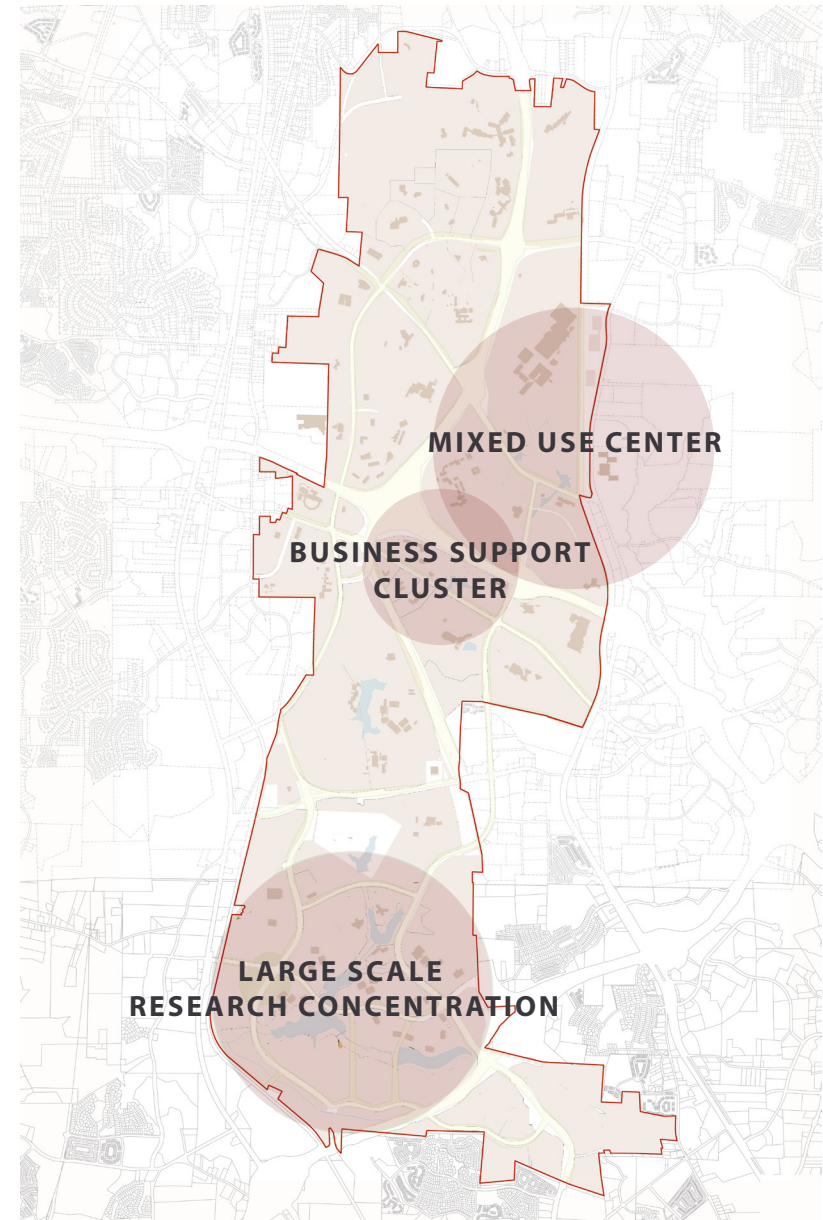 MIXED USE CENTER
BUSINESS SUPPORT
CLUSTER
LARGE SCALE
RESEARCH CONCENTRATION